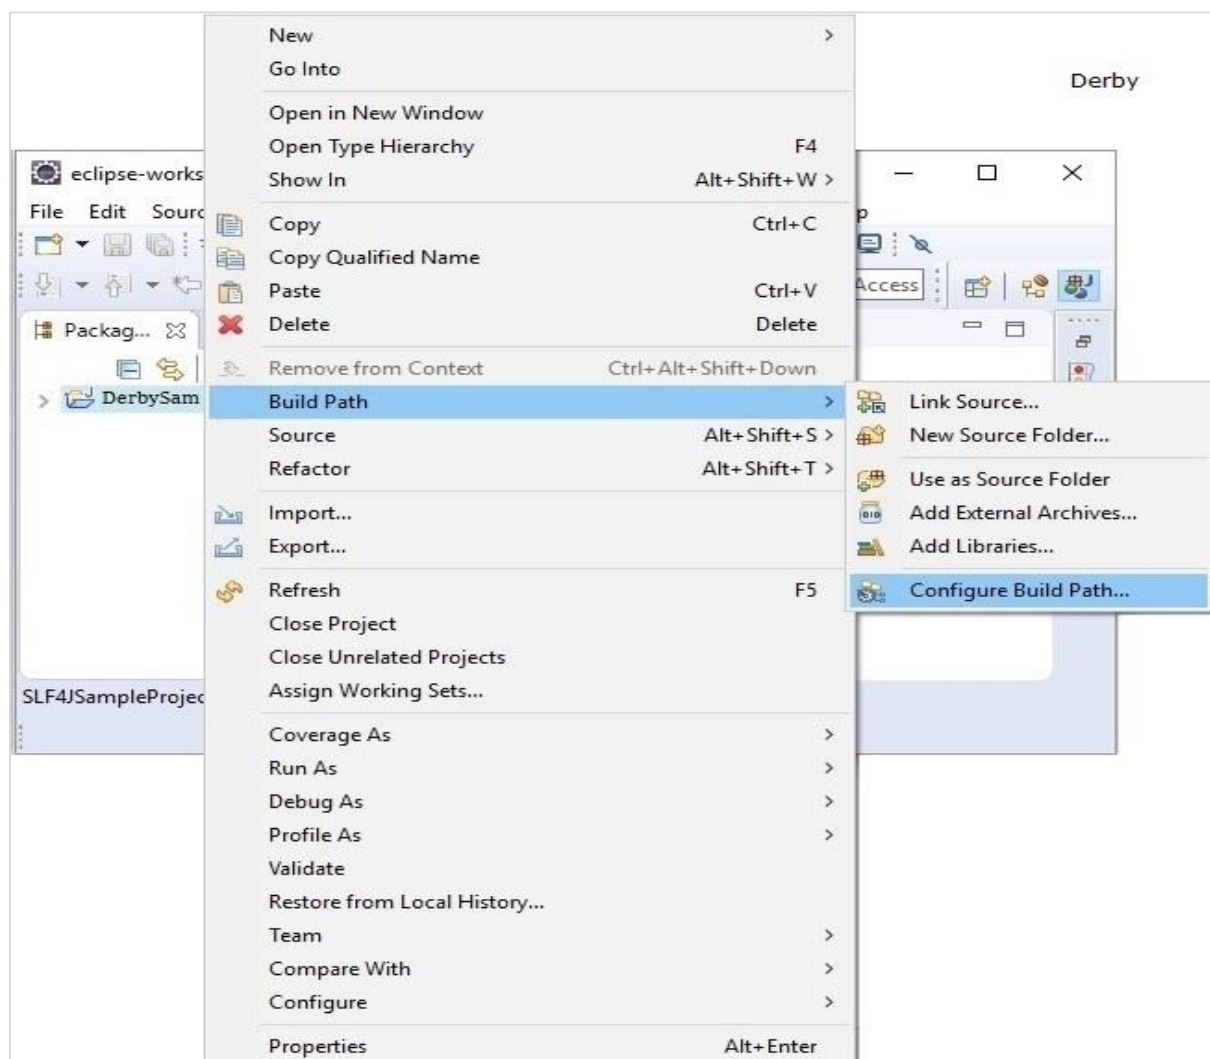 Derby
eclipse-works
File Edit Sourc
p
Access
Packag...
DerbySam
SLF4JSampleProjec
New
Go Into
Open in New Window
Open Type Hierarchy F4
Show In Alt+Shift+W >
Copy Ctrl+C
Copy Qualified Name
Paste Ctrl+V
Delete Delete
Remove from Context Ctrl+Alt+Shift+Down
Build Path
Source Alt+Shift+S >
Refactor Alt+Shift+T >
Import...
Export...
Refresh F5
Close Project
Close Unrelated Projects
Assign Working Sets...
Coverage As
Run As
Debug As
Profile As
Validate
Restore from Local History...
Team
Compare With
Configure
Properties Alt+Enter
Link Source...
New Source Folder...
Use as Source Folder
Add External Archives...
Add Libraries...
Configure Build Path...